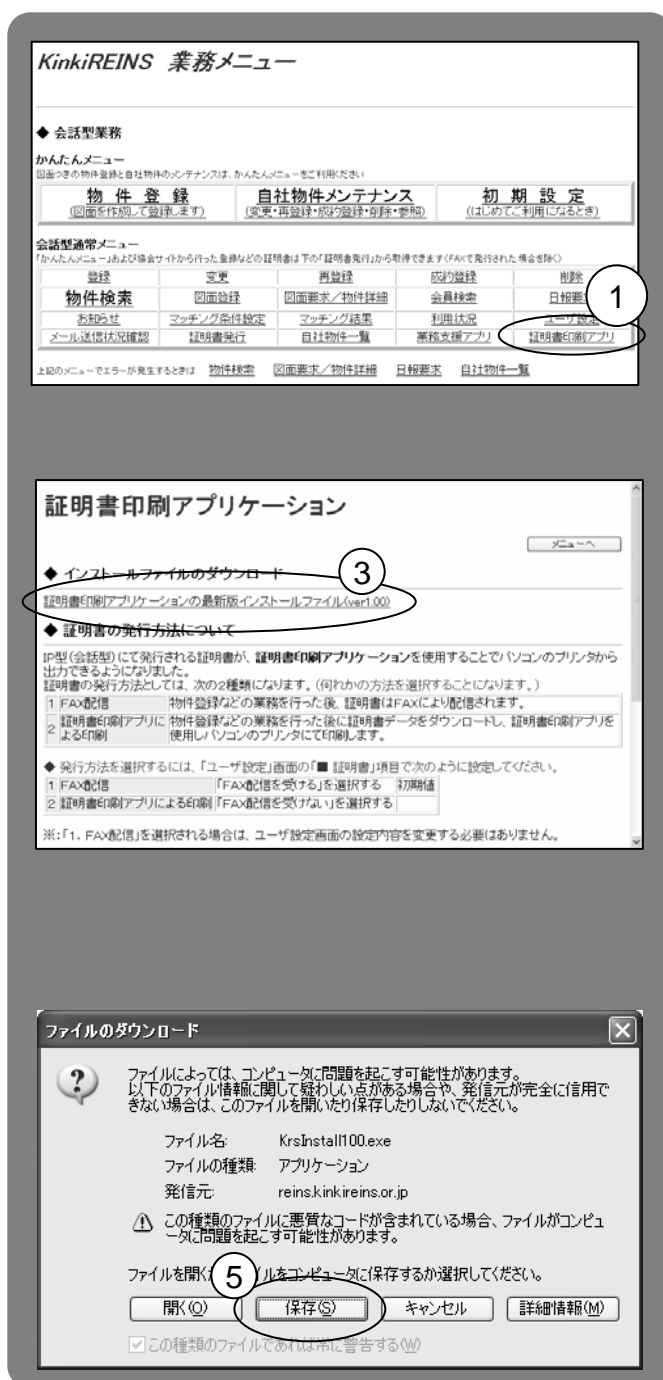 KinkiREINS 業務メニュー
◆ 会話型業務
かんたんメニュー
図面つきの物件登録と自社物件のメンテナンスは、かんたんメニューをご利用ください
物 件 登 録 自社物件メンテナンス 初 期 設 定
(図面を作成して登録します) (変更・再登録・成約登録・削除・参照) (はじめてご利用になるとき)
会話型通常メニュー
「かんたんメニュー」および協会サイトから行った登録などの証明書は下の「証明書発行」から取得できます(FAXで発行された場合を除く)
登録 変更 再登録 成約登録 削除
物件検索 図面登録 図面要求/物件詳細 会員検索 日報要
1
お知らせ マッチング条件設定 マッチング結果 利用状況 ユーザ設定
メール送信状況確認 証明書発行 自社物件一覧 業務支援アプリ 証明書印刷アプリ
上記のメニューでエラーが発生するときは 物件検索 図面要求/物件詳細 日報要求 自社物件一覧
証明書印刷アプリケーション
メニューへ
◆ インストールファイルのダウンロード
3
証明書印刷アプリケーションの最新版インストールファイル(ver1.00)
◆ 証明書の発行方法について
IP型(会話型)にて発行される証明書が、証明書印刷アプリケーションを使用することでパソコンのプリンタから
出力できるようになりました。
証明書の発行方法としては、次の2種類になります。(何れかの方法を選択することになります。)
1 FAX配信 物件登録などの業務を行った後、証明書はFAXにより配信されます。
2 証明書印刷アプリに 物件登録などの業務を行った後に証明書データをダウンロードし、証明書印刷アプリを
よる印刷 使用しパソコンのプリンタにて印刷します。
◆ 発行方法を選択するには、「ユーザ設定」画面の「■ 証明書」項目で次のように設定してください。
1 FAX配信 「FAX配信を受ける」を選択する 初期値
2 証明書印刷アプリによる印刷 「FAX配信を受けない」を選択する
※:「1. FAX配信」を選択される場合は、ユーザ設定画面の設定内容を変更する必要はありません。
ファイルのダウンロード
ファイルによっては、コンピュータに問題を起こす可能性があります。
以下のファイル情報に関して疑わしい点がある場合や、発信元が完全に信用で
きない場合は、このファイルを開いたり保存したりしないでください。
ファイル名: KrsInstall100.exe
ファイルの種類: アプリケーション
発信元: reins.kinkireins.or.jp
この種類のファイルに悪質なコードが含まれている場合、ファイルがコンピュ
ータに問題を起こす可能性があります。
ファイルを開く イルをコンピュータに保存するか選択してください。
5
開く(O) 保存(S) キャンセル 詳細情報(M)
この種類のファイルであれば常に警告する(W)